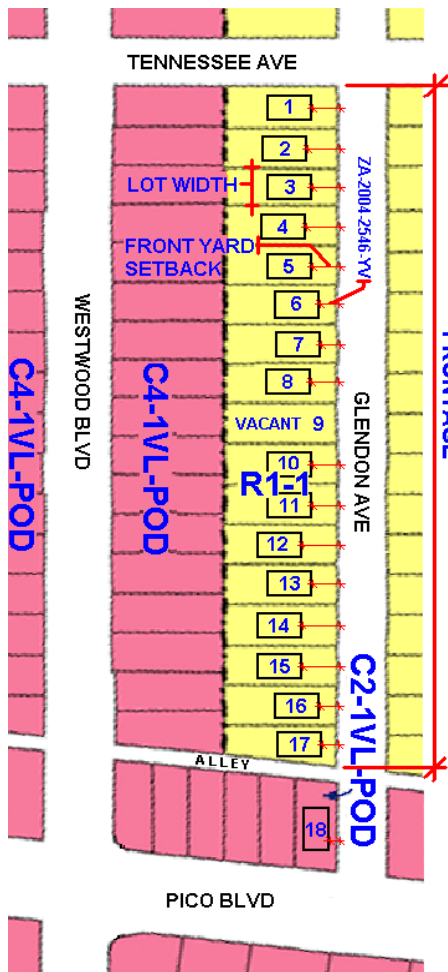 TENNESSEE AVE
1
2
LOT WIDTH
3
ZA-2004-2546-YV
4
FRONT YARD
SETBACK
5
6
7
8
WESTWOOD BLVD
C4-1VL-POD
C4-1VL-POD
VACANT 9
GLENDON AVE
FRONTAGE
10
R1-1
11
12
13
14
15
16
17
C2-1VL-POD
ALLEY
18
PICO BLVD